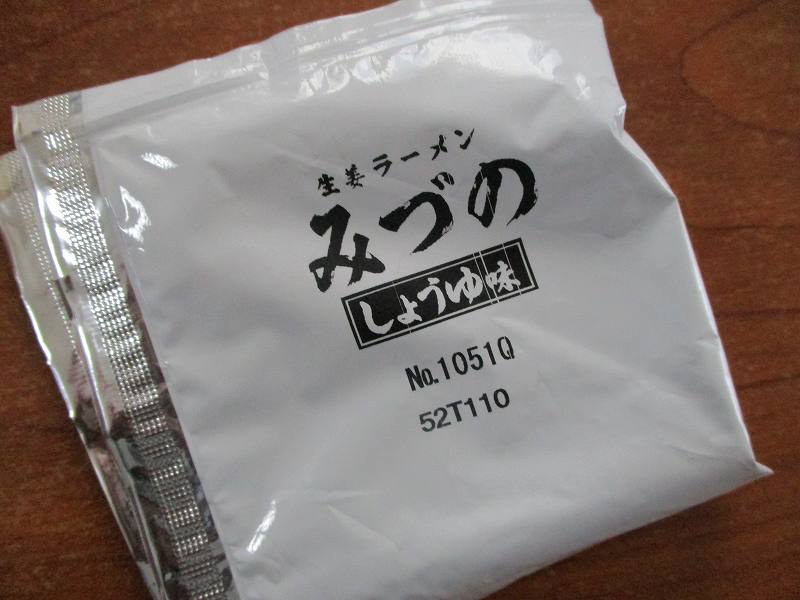 生姜ラーメン
みづの
しょうゆ味
No.1051Q
52T110